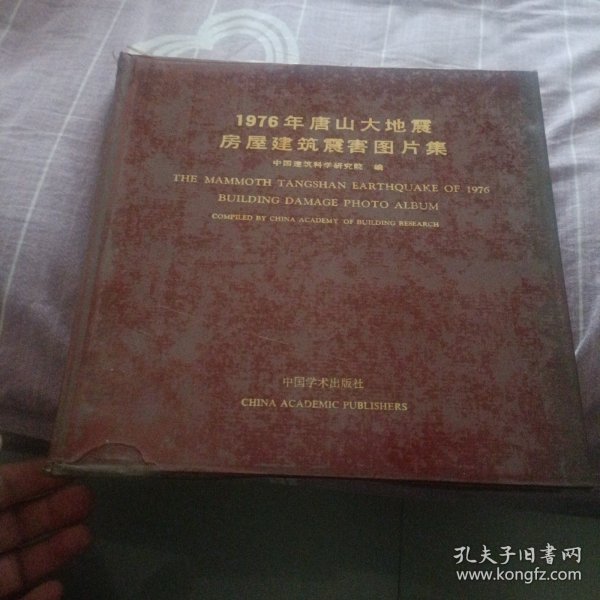 1976年唐山大地震
房屋建筑震害图片集
中国建筑科学研究院 编
THE MAMMOTH TANGSHAN EARTHQUAKE OF 1976
BUILDING DAMAGE PHOTO ALBUM
COMPILED BY CHINA ACADEMY OF BUILDING RESEARCH
中国学术出版社
CHINA ACADEMIC PUBLISHERS
孔夫子旧书网
www.kongfz.com